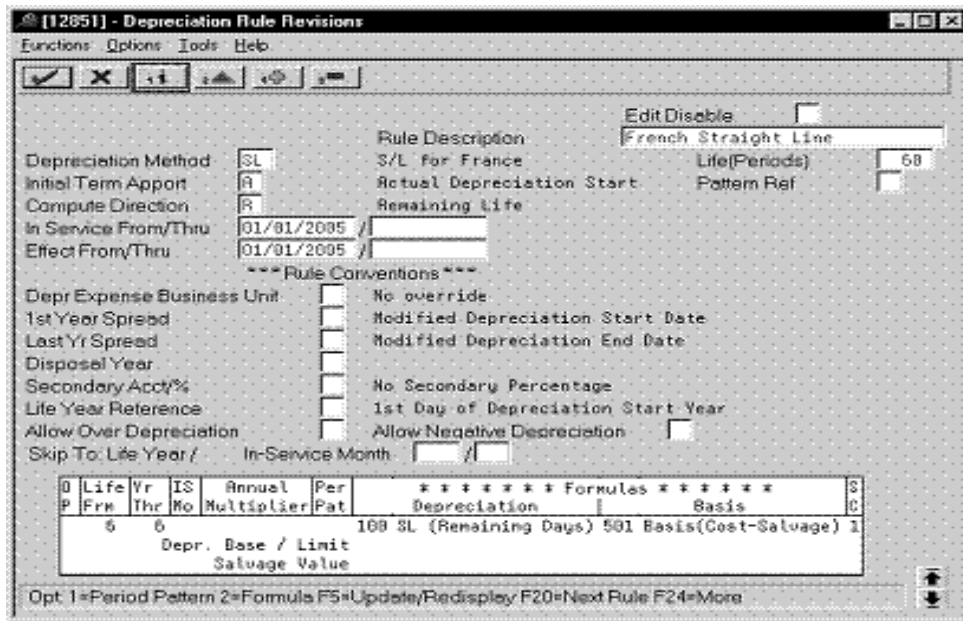 [12851] - Depreciation Rule Revisions
Functions Options Tools Help
Edit Disable
Rule Description French Straight Line
Depreciation Method SL S/L for France Life(Periods) 60
Initial Term Apport A Actual Depreciation Start Pattern Ref
Compute Direction R Remaining Life
In Service From/Thru 01/01/2005 /
Effect From/Thru 01/01/2005 /
*** Rule Conventions ***
Depr Expense Business Unit No override
1st Year Spread Modified Depreciation Start Date
Last Yr Spread Modified Depreciation End Date
Disposal Year
Secondary Acct/% No Secondary Percentage
Life Year Reference 1st Day of Depreciation Start Year
Allow Over Depreciation Allow Negative Depreciation
Skip To: Life Year / In-Service Month /
O Life Yr IS Annual Per * * * * * * * Formulas * * * * * * S
P Frm Thr Mo Multiplier Pat Depreciation Basis C
6 6 100 SL (Remaining Days) 501 Basis(Cost-Salvage) 1
Depr. Base / Limit
Salvage Value
Opt: 1=Period Pattern 2=Formula F5=Update/Redisplay F20=Next Rule F24=More